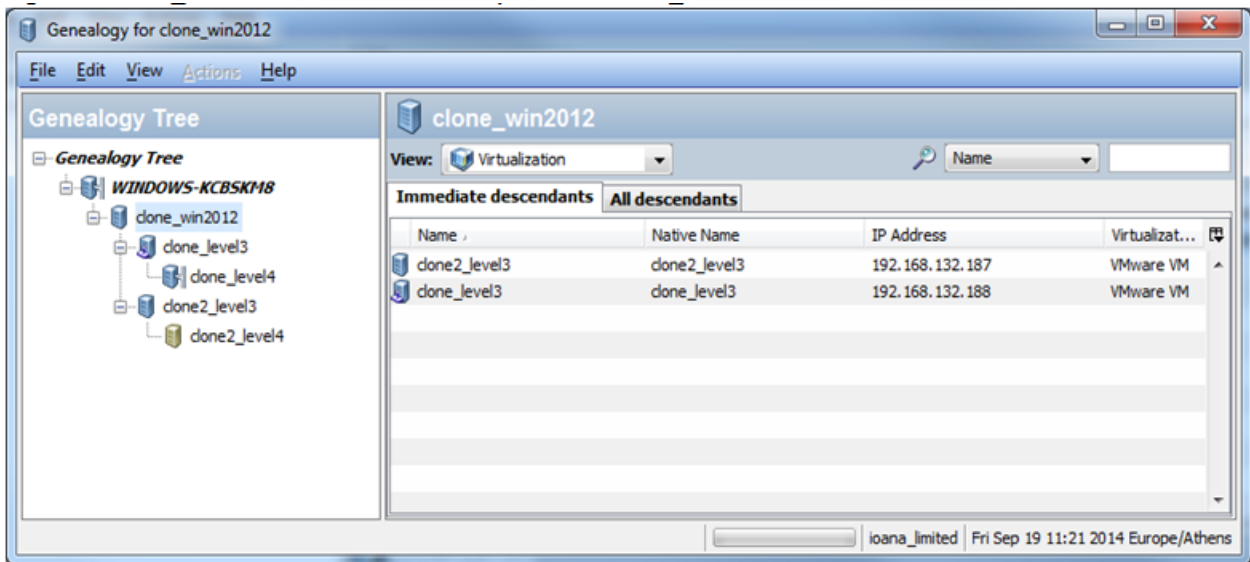 Genealogy for clone_win2012
File Edit View Actions Help
Genealogy Tree
clone_win2012
Genealogy Tree
WINDOWS-KCBSKM18
clone_win2012
clone_level3
clone_level4
clone2_level3
clone2_level4
View: Virtualization
Name
Immediate descendants All descendants
Name Native Name IP Address Virtualizat...
clone2_level3 clone2_level3 192.168.132.187 VMware VM
clone_level3 clone_level3 192.168.132.188 VMware VM
ioana_limited Fri Sep 19 11:21 2014 Europe/Athens